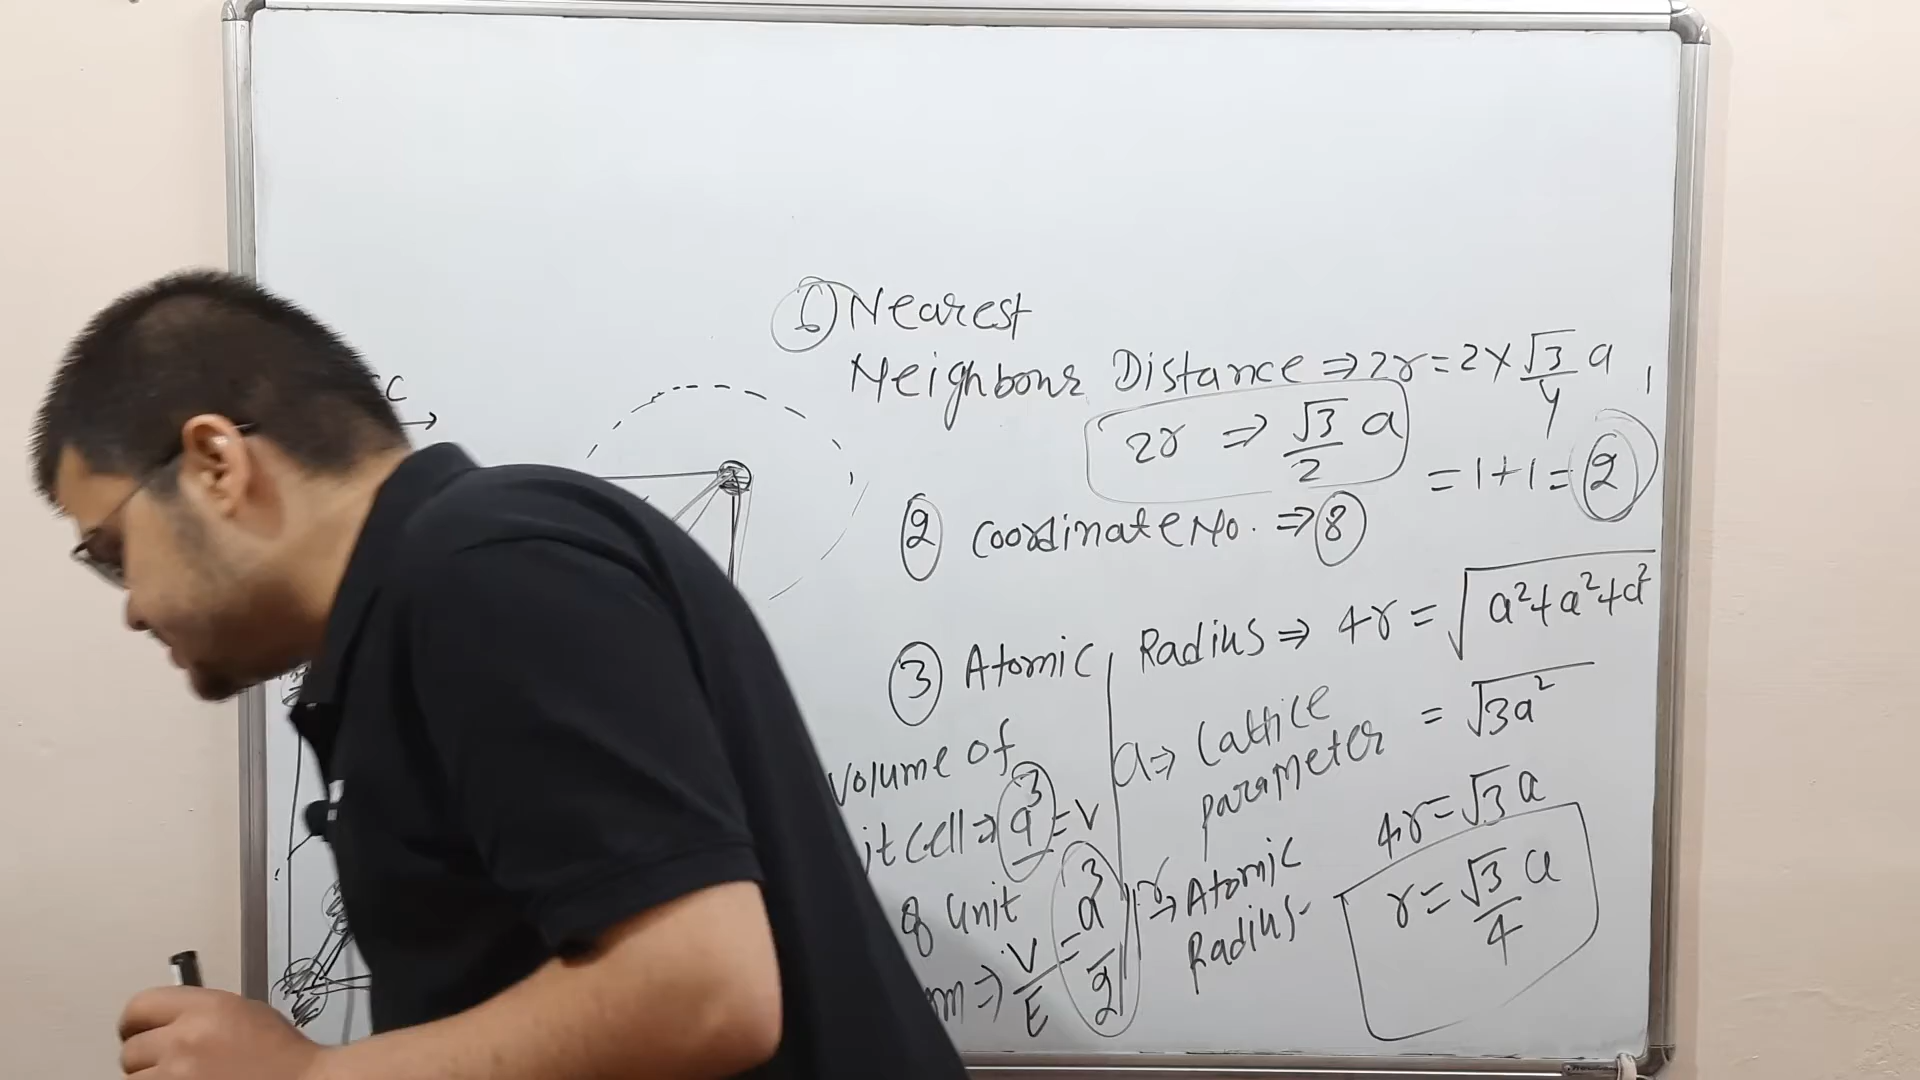 C
① Nearest
Neighbour Distance ⇒ 2r = 2 × √3/4 a
2r ⇒ √3/2 a
= 1 + 1 = 2
② Coordinate No. ⇒ 8
③ Atomic Radius ⇒ 4r = √(a² + a² + a²)
= √3a²
4r = √3 a
r = √3/4 a
a ⇒ Lattice
parameter
r ⇒ Atomic
Radius
Volume of
it Cell ⇒ a³ = V
of Unit
m ⇒ V/E = a³/2